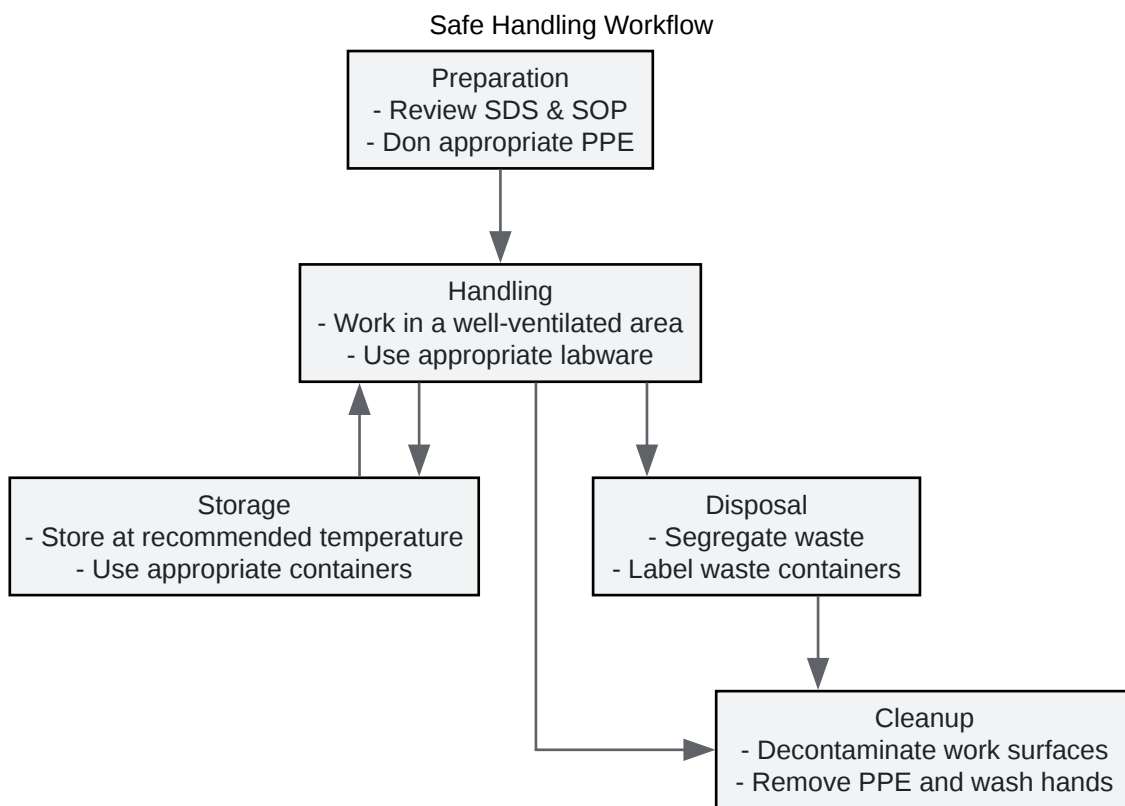 Safe Handling Workflow
Preparation
- Review SDS & SOP
- Don appropriate PPE
Handling
- Work in a well-ventilated area
- Use appropriate labware
Storage
- Store at recommended temperature
- Use appropriate containers
Disposal
- Segregate waste
- Label waste containers
Cleanup
- Decontaminate work surfaces
- Remove PPE and wash hands